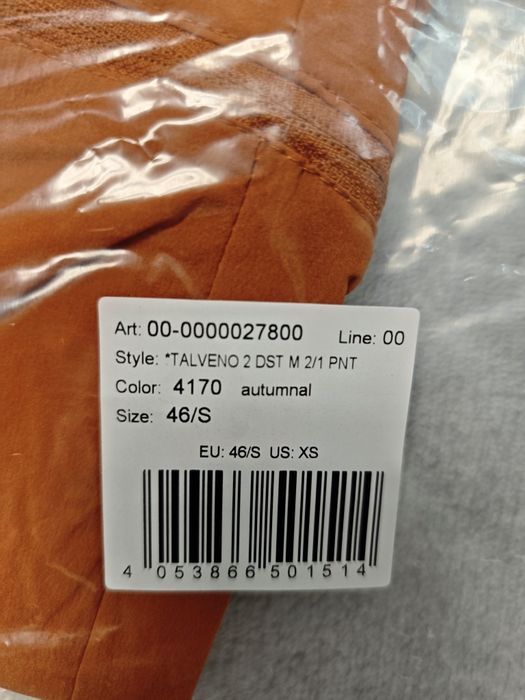 Art: 00-0000027800 Line: 00
Style: *TALVENO 2 DST M 2/1 PNT
Color: 4170 autumnal
Size: 46/S
EU: 46/S US: XS
4 053866 501514